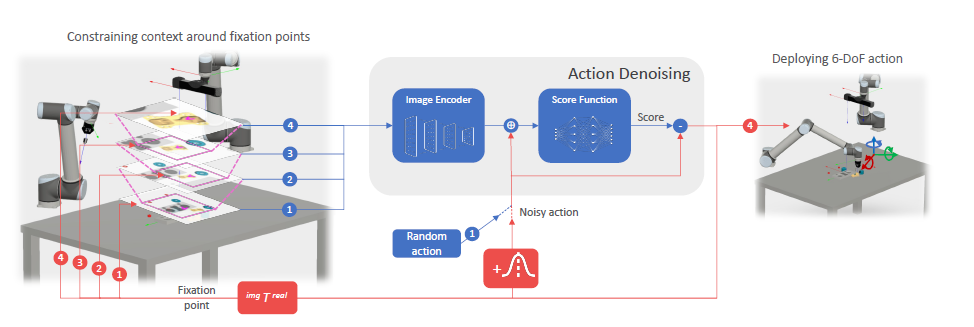 Constraining context around fixation points
Action Denoising
Deploying 6-DoF action
Image Encoder
Score Function
Score
⊕
-
4
3
2
1
4
Noisy action
Random
action
1
+
4
3
2
1
Fixation
point
img T real